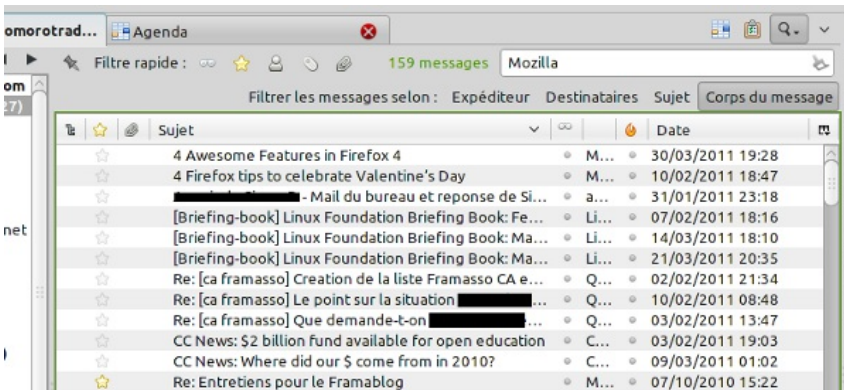 omorotrad... Agenda
Filtre rapide : 159 messages Mozilla
om
27)
Filtrer les messages selon : Expéditeur Destinataires Sujet Corps du message
Sujet Date
4 Awesome Features in Firefox 4 M... 30/03/2011 19:28
4 Firefox tips to celebrate Valentine's Day M... 10/02/2011 18:47
- Mail du bureau et reponse de Si... a... 31/01/2011 23:18
[Briefing-book] Linux Foundation Briefing Book: Fe... Li... 07/02/2011 18:16
[Briefing-book] Linux Foundation Briefing Book: Ma... Li... 14/03/2011 18:10
net [Briefing-book] Linux Foundation Briefing Book: Ma... Li... 21/03/2011 20:35
Re: [ca framasso] Creation de la liste Framasso CA e... Q... 02/02/2011 21:34
Re: [ca framasso] Le point sur la situation ... Q... 10/02/2011 08:48
Re: [ca framasso] Que demande-t-on ... Q... 03/02/2011 13:47
CC News: $2 billion fund available for open education C... 03/02/2011 19:03
CC News: Where did our $ come from in 2010? C... 09/03/2011 01:02
Re: Entretiens pour le Framablog M... 07/10/2010 15:22